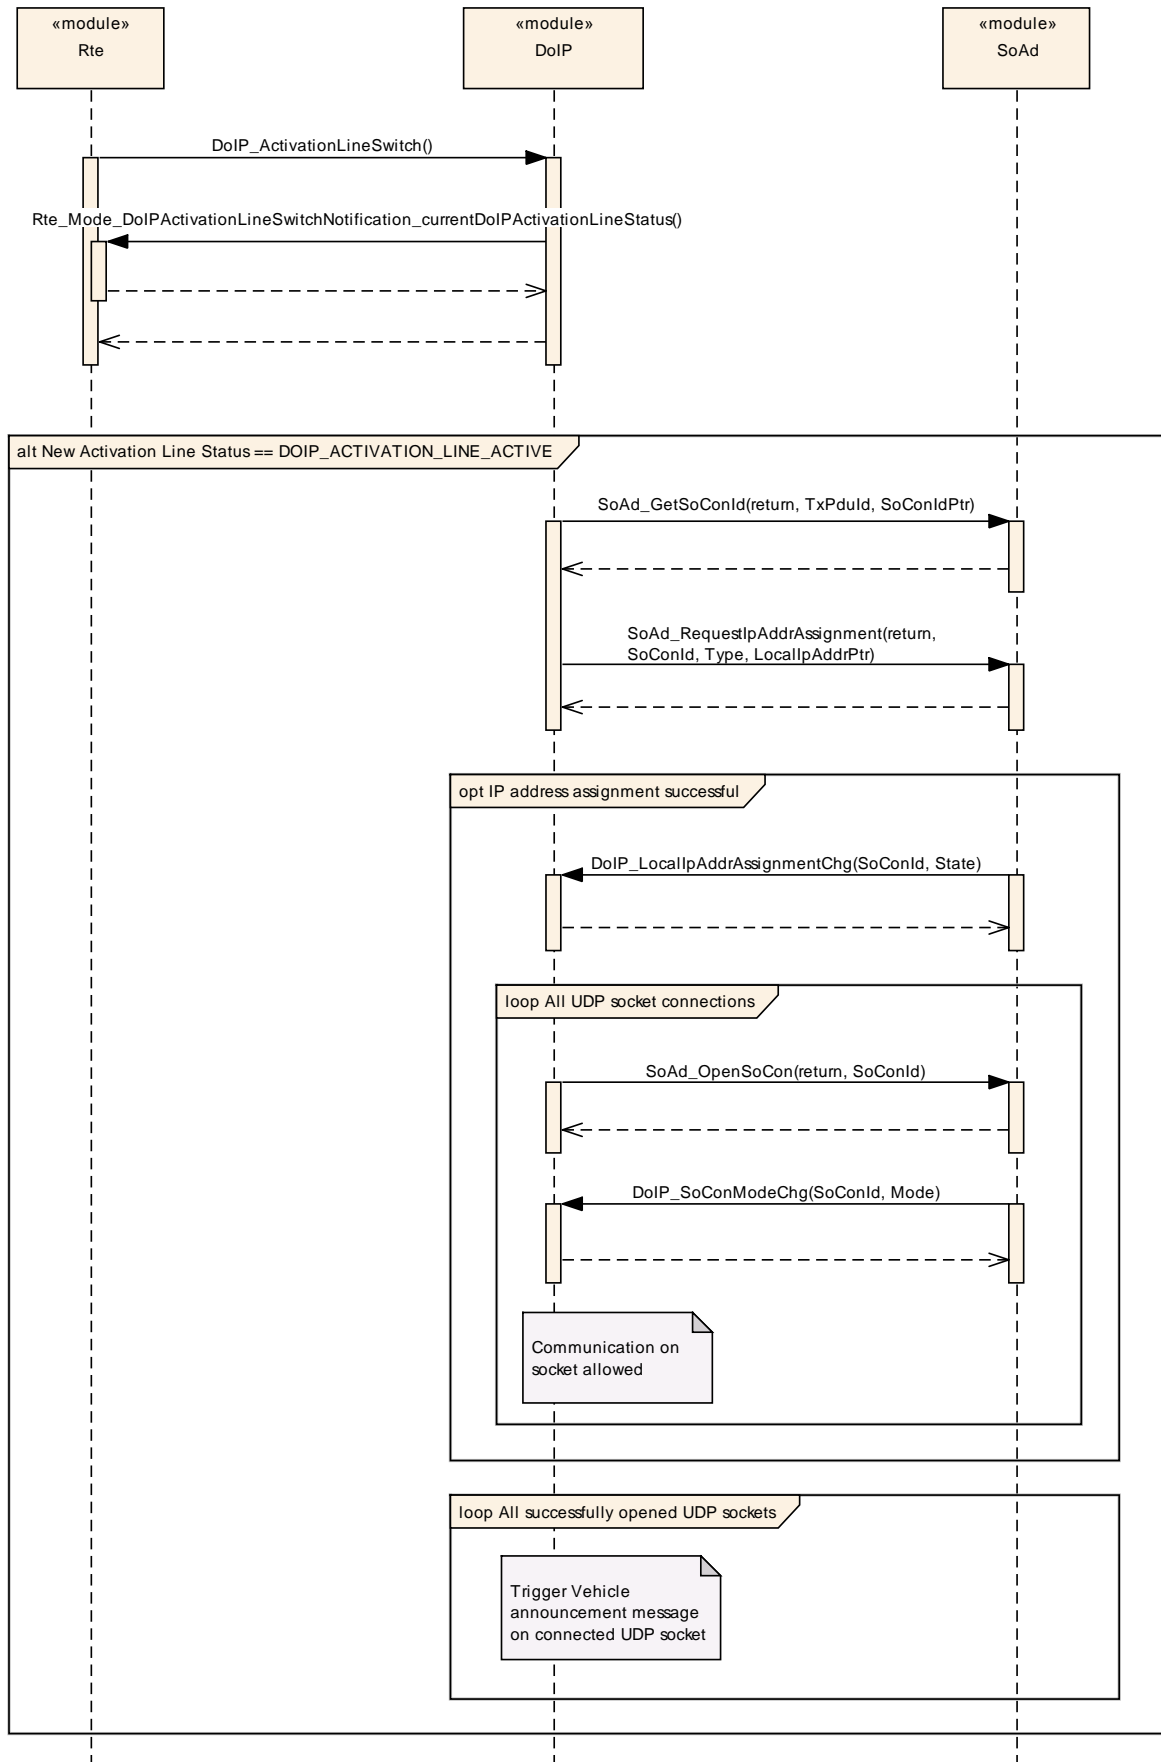 «module»
Rte
«module»
DoIP
«module»
SoAd
DoIP_ActivationLineSwitch()
Rte_Mode_DoIPActivationLineSwitchNotification_currentDoIPActivationLineStatus()
alt New Activation Line Status == DOIP_ACTIVATION_LINE_ACTIVE
SoAd_GetSoConId(return, TxPduId, SoConIdPtr)
SoAd_RequestIpAddrAssignment(return,
SoConId, Type, LocalIpAddrPtr)
opt IP address assignment successful
DoIP_LocalIpAddrAssignmentChg(SoConId, State)
loop All UDP socket connections
SoAd_OpenSoCon(return, SoConId)
DoIP_SoConModeChg(SoConId, Mode)
Communication on
socket allowed
loop All successfully opened UDP sockets
Trigger Vehicle
announcement message
on connected UDP socket